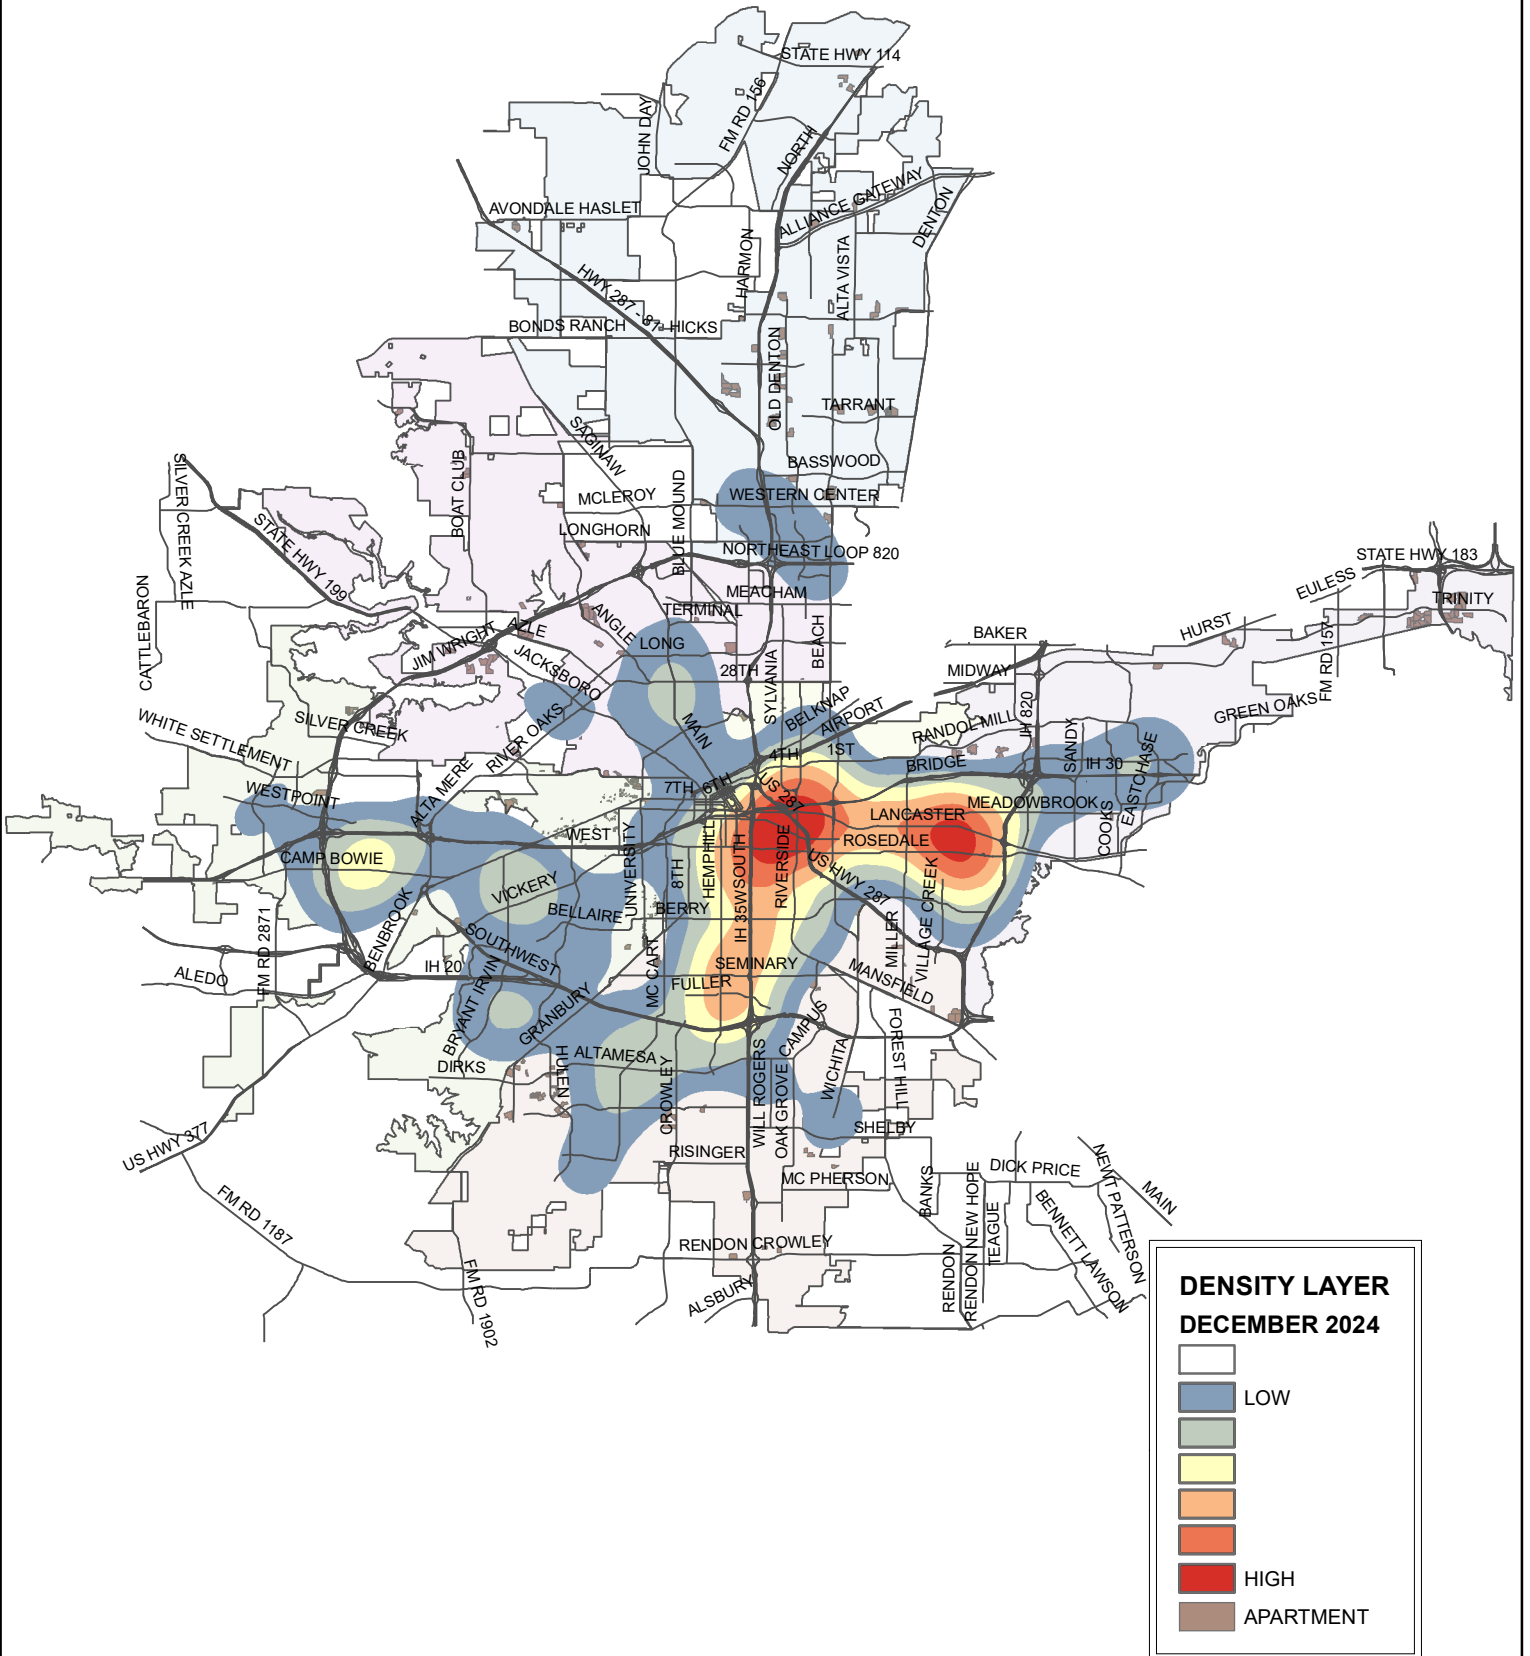 STATE HWY 114
FM RD 156
JOHN DAY
NORTH
ALLIANCE GATEWAY
DENTON
AVONDALE HASLET
HARMON
ALTA VISTA
HWY 287 - 81
HICKS
BONDS RANCH
OLD DENTON
TARRANT
SAGINAW
BASSWOOD
BOAT CLUB
MCLEROY
BLUE MOUND
WESTERN CENTER
SILVER CREEK AZLE
STATE HWY 199
LONGHORN
NORTHEAST LOOP 820
STATE HWY 183
EULESS
TRINITY
CATTLEBARON
MEACHAM
TERMINAL
ANGLE
AZLE
JIM WRIGHT
LONG
BEACH
BAKER
HURST
FM RD 157
JACKSBORO
28TH
MIDWAY
SYLVANIA
BELKNAP
AIRPORT
IH 820
GREEN OAKS
WHITE SETTLEMENT
SILVER CREEK
RIVER OAKS
MAIN
RANDOL MILL
SANDY
4TH
1ST
BRIDGE
IH 30
EASTCHASE
WESTPOINT
ALTA MERE
7TH
6TH
US 287
MEADOWBROOK
LANCASTER
COOKS
WEST
UNIVERSITY
HEMPHILL
IH 35W
SOUTH
RIVERSIDE
ROSEDALE
CAMP BOWIE
8TH
US HWY 287
VICKERY
BELLAIRE
BERRY
MILLER
VILLAGE CREEK
FM RD 2871
BENBROOK
SOUTHWEST
MC CART
SEMINARY
MANSFIELD
ALEDO
IH 20
BRYANT IRVIN
FULLER
GRANBURY
CAMPUS
FOREST HILL
DIRKS
HULEN
ALTAMESA
CROWLEY
WILL ROGERS
OAK GROVE
WICHITA
US HWY 377
SHELBY
RISINGER
MC PHERSON
BANKS
DICK PRICE
NEWT PATTERSON
MAIN
FM RD 1187
RENDON NEW HOPE
TEAGUE
BENNETT LAWSON
RENDON CROWLEY
RENDON
FM RD 1902
ALSBURY
DENSITY LAYER
DECEMBER 2024
LOW
HIGH
APARTMENT